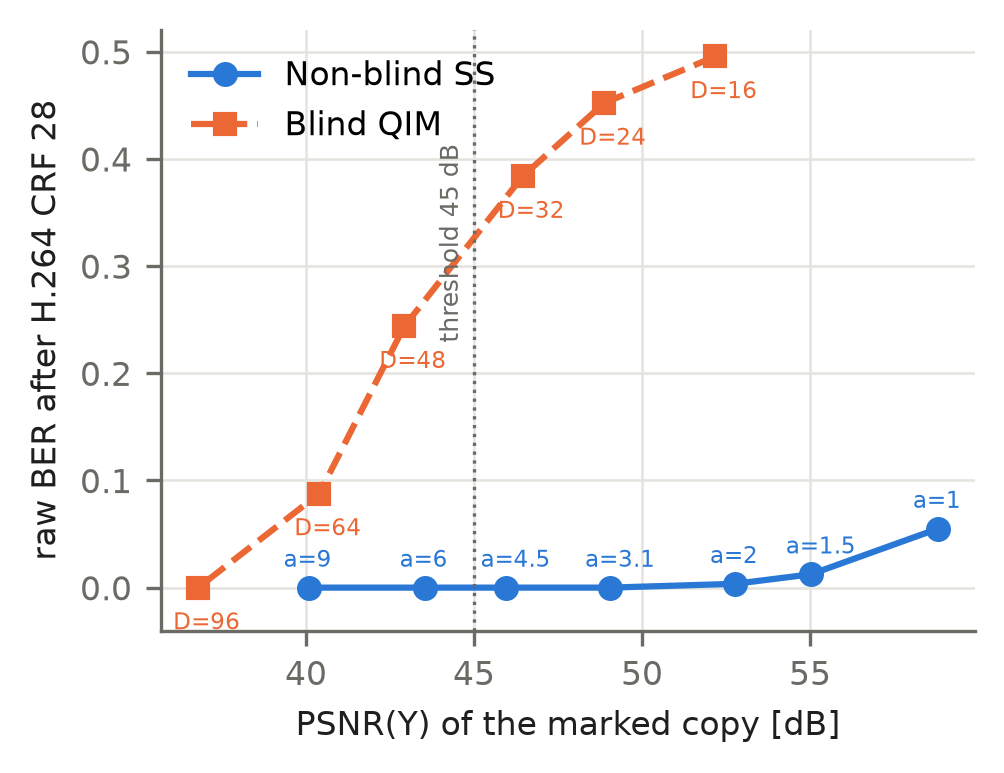 0.5
0.4
0.3
0.2
0.1
0.0
raw BER after H.264 CRF 28
Non-blind SS
Blind QIM
threshold 45 dB
D=16
D=24
D=32
D=48
D=64
D=96
a=9
a=6
a=4.5
a=3.1
a=2
a=1.5
a=1
40
45
50
55
PSNR(Y) of the marked copy [dB]